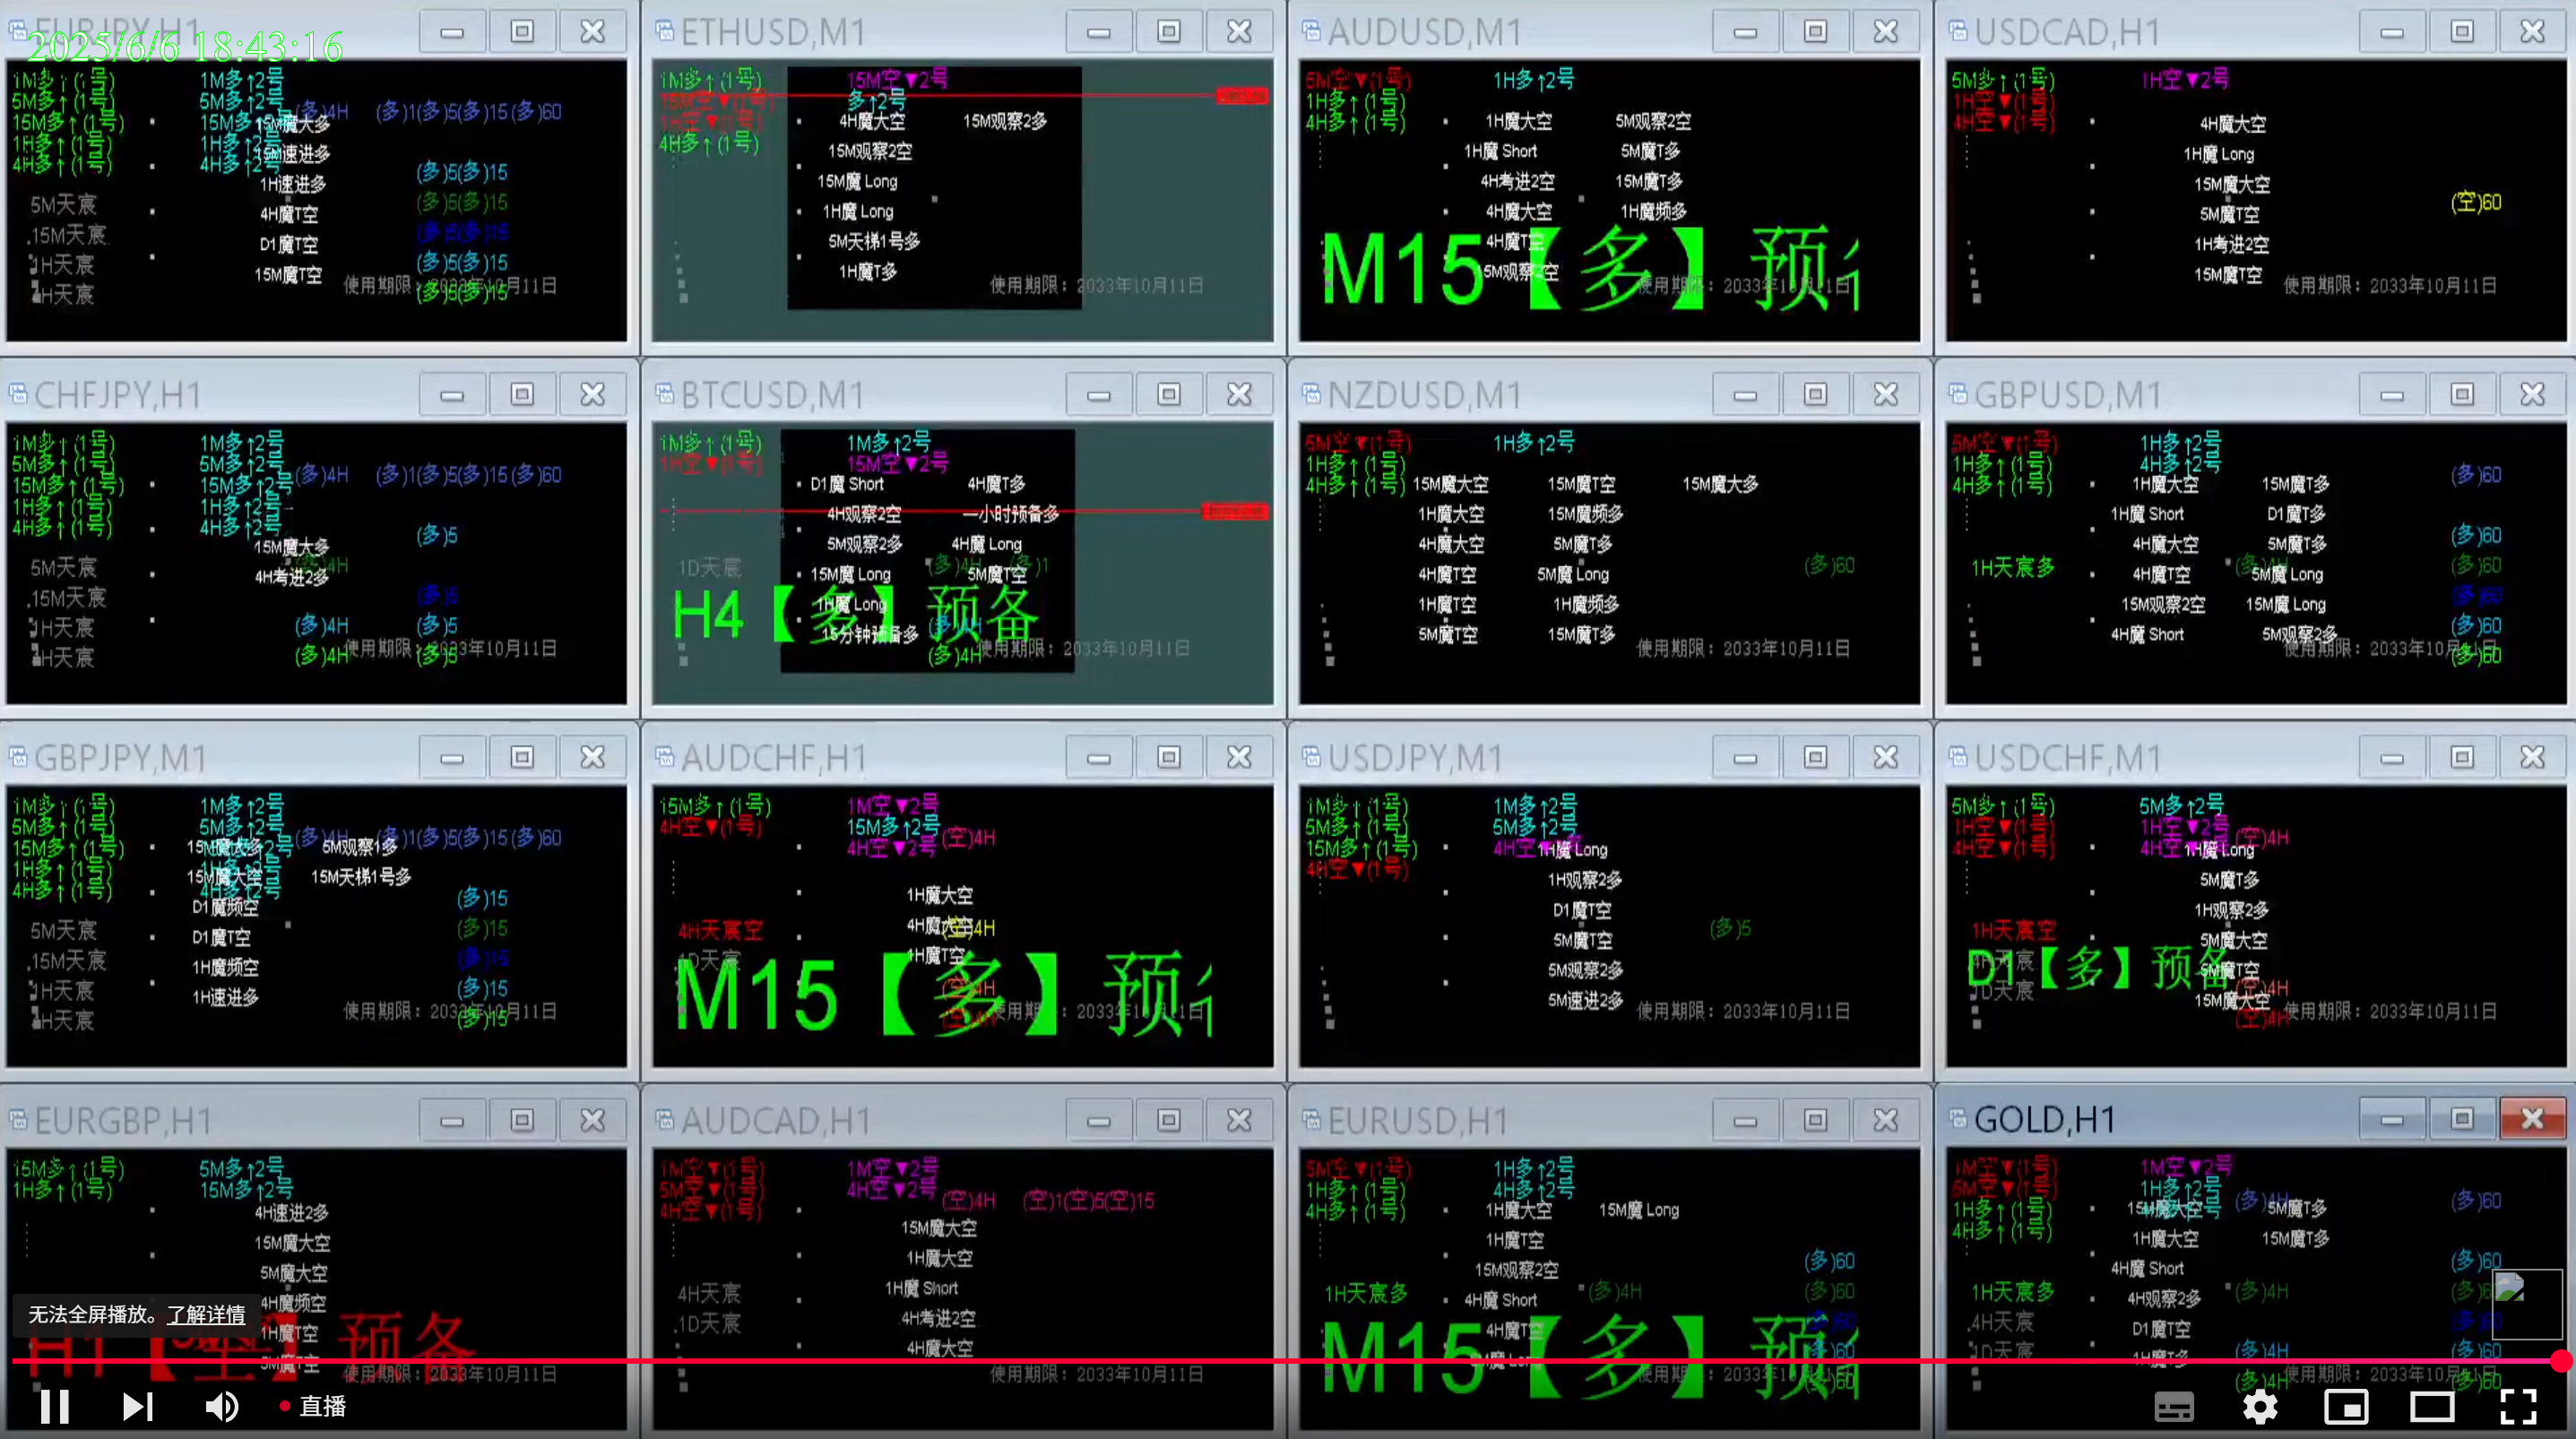 EURJPY,H1
2025/6/6 18:43:16
1M多↑(1号) 1M多↑2号
5M多↑(1号) 5M多↑2号
(多)4H (多)1(多)5(多)15(多)60
15M多↑(1号) 15M多↑2号
15M魔大多
1H多↑(1号) 1H多↑2号
15M速进多
4H多↑(1号) 4H多↑2号
(多)5(多)15
1H速进多
5M天宸 4H魔T空 (多)5(多)15
15M天宸 D1魔T空 (多)5(多)15
1H天宸 15M魔T空 (多)5(多)15
4H天宸 (多)5(多)15
使用期限：2033年10月11日
ETHUSD,M1
1M多↑(1号) 15M空▼2号
15M空▼(1号) 多↑2号
1H空▼(1号) 4H魔大空 15M观察2多
4H多↑(1号) 15M观察2空
15M魔 Long
1H魔 Long
5M天梯1号多
1H魔T多
使用期限：2033年10月11日
AUDUSD,M1
5M空▼(1号) 1H多↑2号
1H多↑(1号)
4H多↑(1号) 1H魔大空 5M观察2空
1H魔 Short 5M魔T多
4H考进2空 15M魔T多
4H魔大空 1H魔频多
4H魔T空
M15【多】预
15M观察2空
使用期限：2033年10月11日
USDCAD,H1
5M多↑(1号) 1H空▼2号
1H空▼(1号)
4H空▼(1号) 4H魔大空
1H魔 Long
15M魔大空
5M魔T空 (空)60
1H考进2空
15M魔T空
使用期限：2033年10月11日
CHFJPY,H1
1M多↑(1号) 1M多↑2号
5M多↑(1号) 5M多↑2号
(多)4H (多)1(多)5(多)15(多)60
15M多↑(1号) 15M多↑2号
1H多↑(1号) 1H多↑2号
4H多↑(1号) 4H多↑2号
(多)5
15M魔大多
5M天宸 (多)4H
4H考进2多
15M天宸 (多)5
1H天宸 (多)4H (多)5
4H天宸 (多)4H (多)5
使用期限：2033年10月11日
BTCUSD,M1
1M多↑(1号) 1M多↑2号
1H空▼(1号) 15M空▼2号
D1魔 Short 4H魔T多
4H观察2空 一小时预备多
5M观察2多 4H魔 Long
1D天宸 (多)4H (多)1
15M魔 Long 5M魔T空
1H魔 Long
H4【多】预备
15分钟预备多
(多)4H
使用期限：2033年10月11日
NZDUSD,M1
5M空▼(1号) 1H多↑2号
1H多↑(1号)
4H多↑(1号) 15M魔大空 15M魔T空 15M魔大多
1H魔大空 15M魔频多
4H魔大空 5M魔T多
(多)60
4H魔T空 5M魔 Long
1H魔T空 1H魔频多
5M魔T空 15M魔T多
使用期限：2033年10月11日
GBPUSD,M1
5M空▼(1号) 1H多↑2号
1H多↑(1号) 4H多↑2号
(多)60
4H多↑(1号) 1H魔大空 15M魔T多
1H魔 Short D1魔T多
4H魔大空 5M魔T多 (多)60
1H天宸多 (多)4H (多)60
4H魔T空 5M魔 Long
15M观察2空 15M魔 Long (多)60
4H魔 Short 5M观察2多 (多)60
使用期限：2033年10月11日 (多)60
GBPJPY,M1
1M多↑(1号) 1M多↑2号
5M多↑(1号) 5M多↑2号
(多)4H (多)1(多)5(多)15(多)60
15M多↑(1号) 15M魔大多 5M观察1多
1H多↑(1号) 1H多↑2号
15M魔大空 15M天梯1号多
4H多↑(1号) 4H多↑2号
D1魔频空 (多)15
5M天宸 D1魔T空 (多)15
15M天宸 1H魔频空 (多)15
1H天宸 1H速进多 (多)15
4H天宸 (多)15
使用期限：2033年10月11日
AUDCHF,H1
15M多↑(1号) 1M空▼2号
4H空▼(1号) 15M多↑2号
(空)4H
4H空▼2号
1H魔大空
4H天宸空 4H魔大空 (空)4H
1H魔T空
1D天宸
M15【多】预
(空)4H
(空)4H
使用期限：2033年10月11日
USDJPY,M1
1M多↑(1号) 1M多↑2号
5M多↑(1号) 5M多↑2号
15M多↑(1号) 4H空 1H魔 Long
4H空▼(1号) 1H观察2多
D1魔T空
(多)5
5M魔T空
5M观察2多
5M速进2多
使用期限：2033年10月11日
USDCHF,M1
5M多↑(1号) 5M多↑2号
1H空▼(1号) 1H空▼2号
(空)4H
4H空▼(1号) 4H空▼ 1H魔 Long
5M魔T多
1H观察2多
1H天宸空 5M魔大空
4H天宸 5M魔T空
D1【多】预备
1D天宸 (空)4H
15M魔大空
(空)4H
使用期限：2033年10月11日
EURGBP,H1
15M多↑(1号) 5M多↑2号
1H多↑(1号) 15M多↑2号
4H速进2多
15M魔大空
5M魔大空
4H魔频空
1H魔T空
H1【空】预备
5M魔T空
使用期限：2033年10月11日
无法全屏播放。了解详情
直播
AUDCAD,H1
1M空▼(1号) 1M空▼2号
5M空▼(1号) 4H空▼2号
(空)4H (空)1(空)5(空)15
4H空▼(1号)
15M魔大空
1H魔大空
4H天宸 1H魔 Short
1D天宸 4H考进2空
4H魔大空
使用期限：2033年10月11日
EURUSD,H1
5M空▼(1号) 1H多↑2号
1H多↑(1号) 4H多↑2号
4H多↑(1号) 1H魔大空 15M魔 Long
1H魔T空
15M观察2空 (多)60
1H天宸多 4H魔 Short (多)4H (多)60
4H魔T空
M15【多】预
(多)60
使用期限：2033年10月11日
GOLD,H1
1M空▼(1号) 1M空▼2号
5M空▼(1号) 1H多↑2号
(多)4H (多)60
1H多↑(1号) 15M魔大空 5M魔T多
4H多↑(1号) 1H魔大空 15M魔T多
4H魔 Short (多)60
1H天宸多 4H观察2多 (多)4H
4H天宸 D1魔T空
1D天宸 1H魔T多 (多)4H (多)60
(多)4H (多)60
使用期限：2033年10月11日